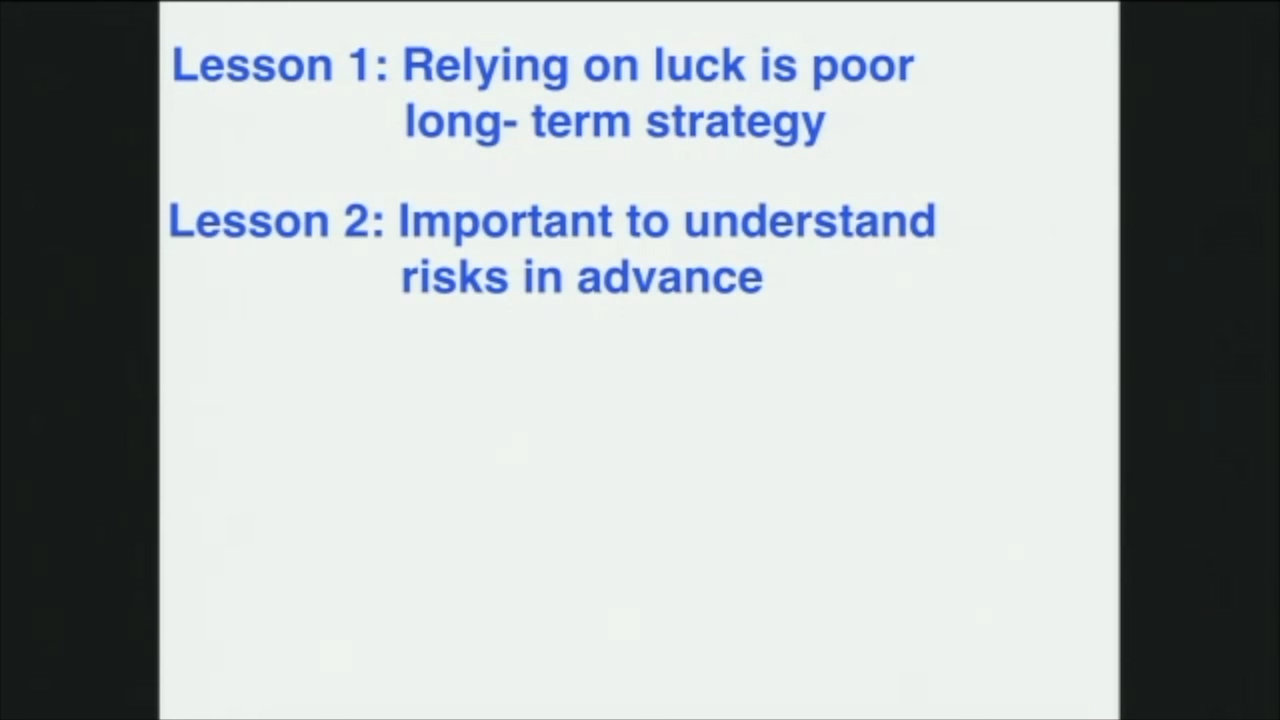 Lesson 1: Relying on luck is poor
long- term strategy
Lesson 2: Important to understand
risks in advance